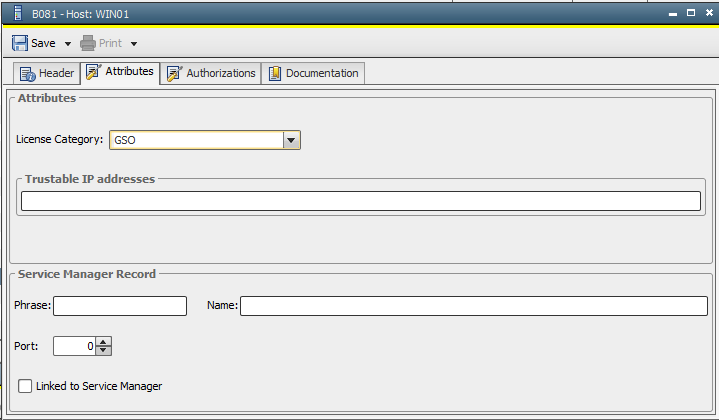 B081 - Host: WIN01
Save Print
Header Attributes Authorizations Documentation
Attributes
License Category: GSO
Trustable IP addresses
Service Manager Record
Phrase: Name:
Port: 0
Linked to Service Manager